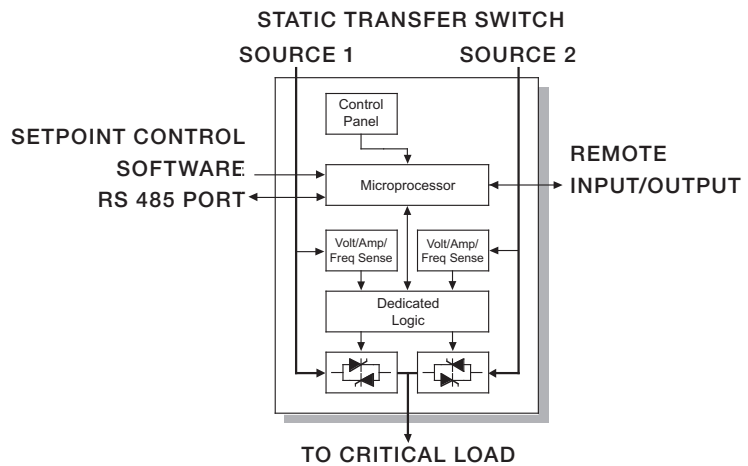 STATIC TRANSFER SWITCH
SOURCE 1
SOURCE 2
Control
Panel
SETPOINT CONTROL
SOFTWARE
RS 485 PORT
Microprocessor
REMOTE
INPUT/OUTPUT
Volt/Amp/
Freq Sense
Volt/Amp/
Freq Sense
Dedicated
Logic
TO CRITICAL LOAD